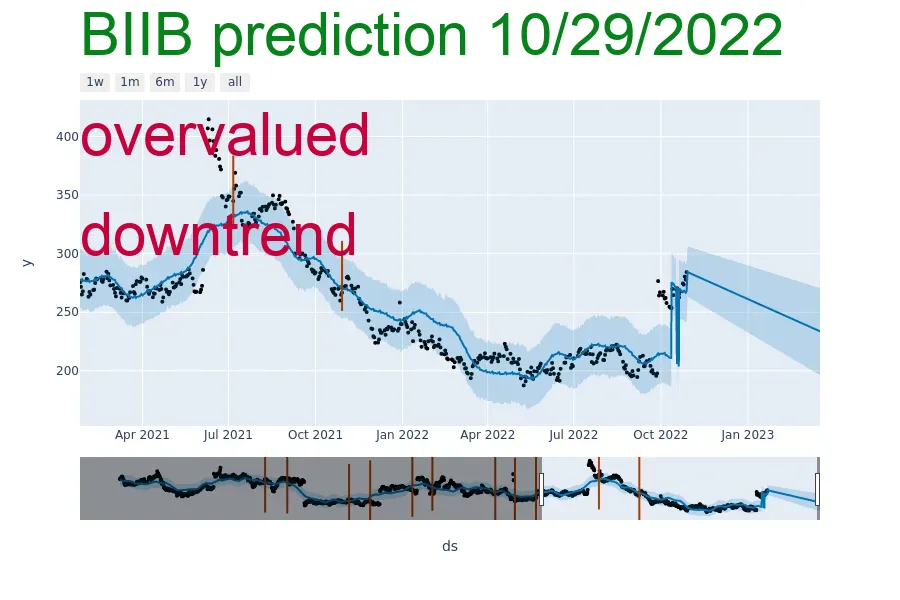 BIIB prediction 10/29/2022
1w 1m 6m 1y all
overvalued
downtrend
400
350
300
250
200
y
Apr 2021 Jul 2021 Oct 2021 Jan 2022 Apr 2022 Jul 2022 Oct 2022 Jan 2023
ds